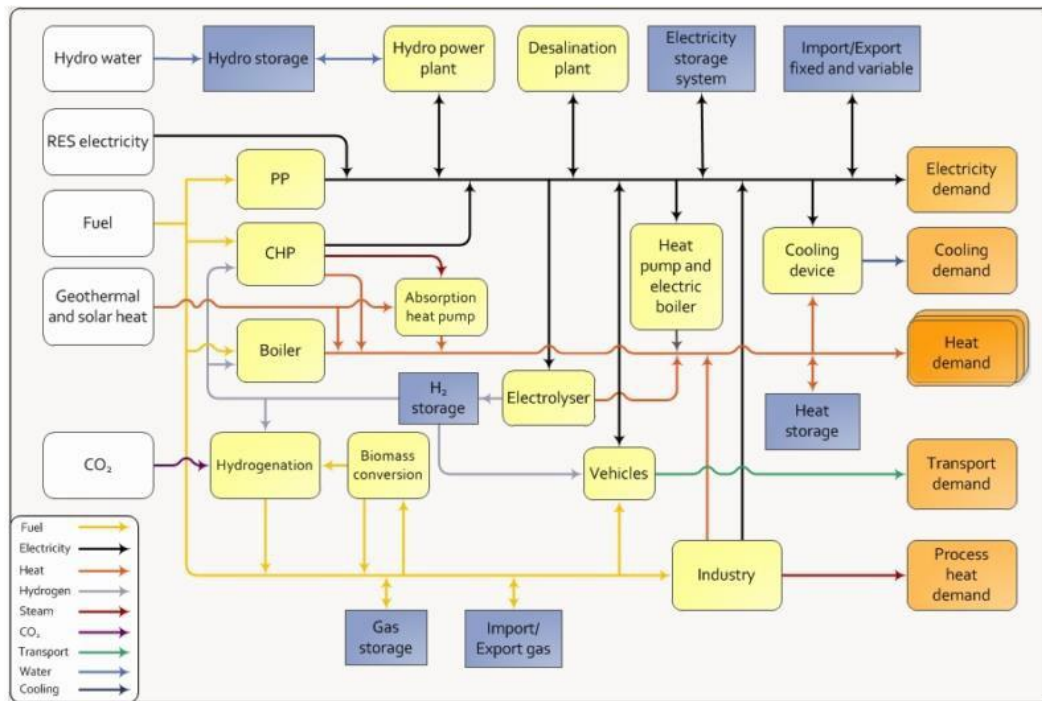 Hydro water
Hydro storage
Hydro power
plant
Desalination
plant
Electricity
storage
system
Import/Export
fixed and variable
RES electricity
PP
Electricity
demand
Fuel
CHP
Heat
pump and
electric
boiler
Cooling
device
Cooling
demand
Geothermal
and solar heat
Absorption
heat pump
Boiler
Heat
demand
H₂
storage
Electrolyser
Heat
storage
CO₂
Hydrogenation
Biomass
conversion
Vehicles
Transport
demand
Industry
Process
heat
demand
Gas
storage
Import/
Export gas
Fuel
Electricity
Heat
Hydrogen
Steam
CO₂
Transport
Water
Cooling